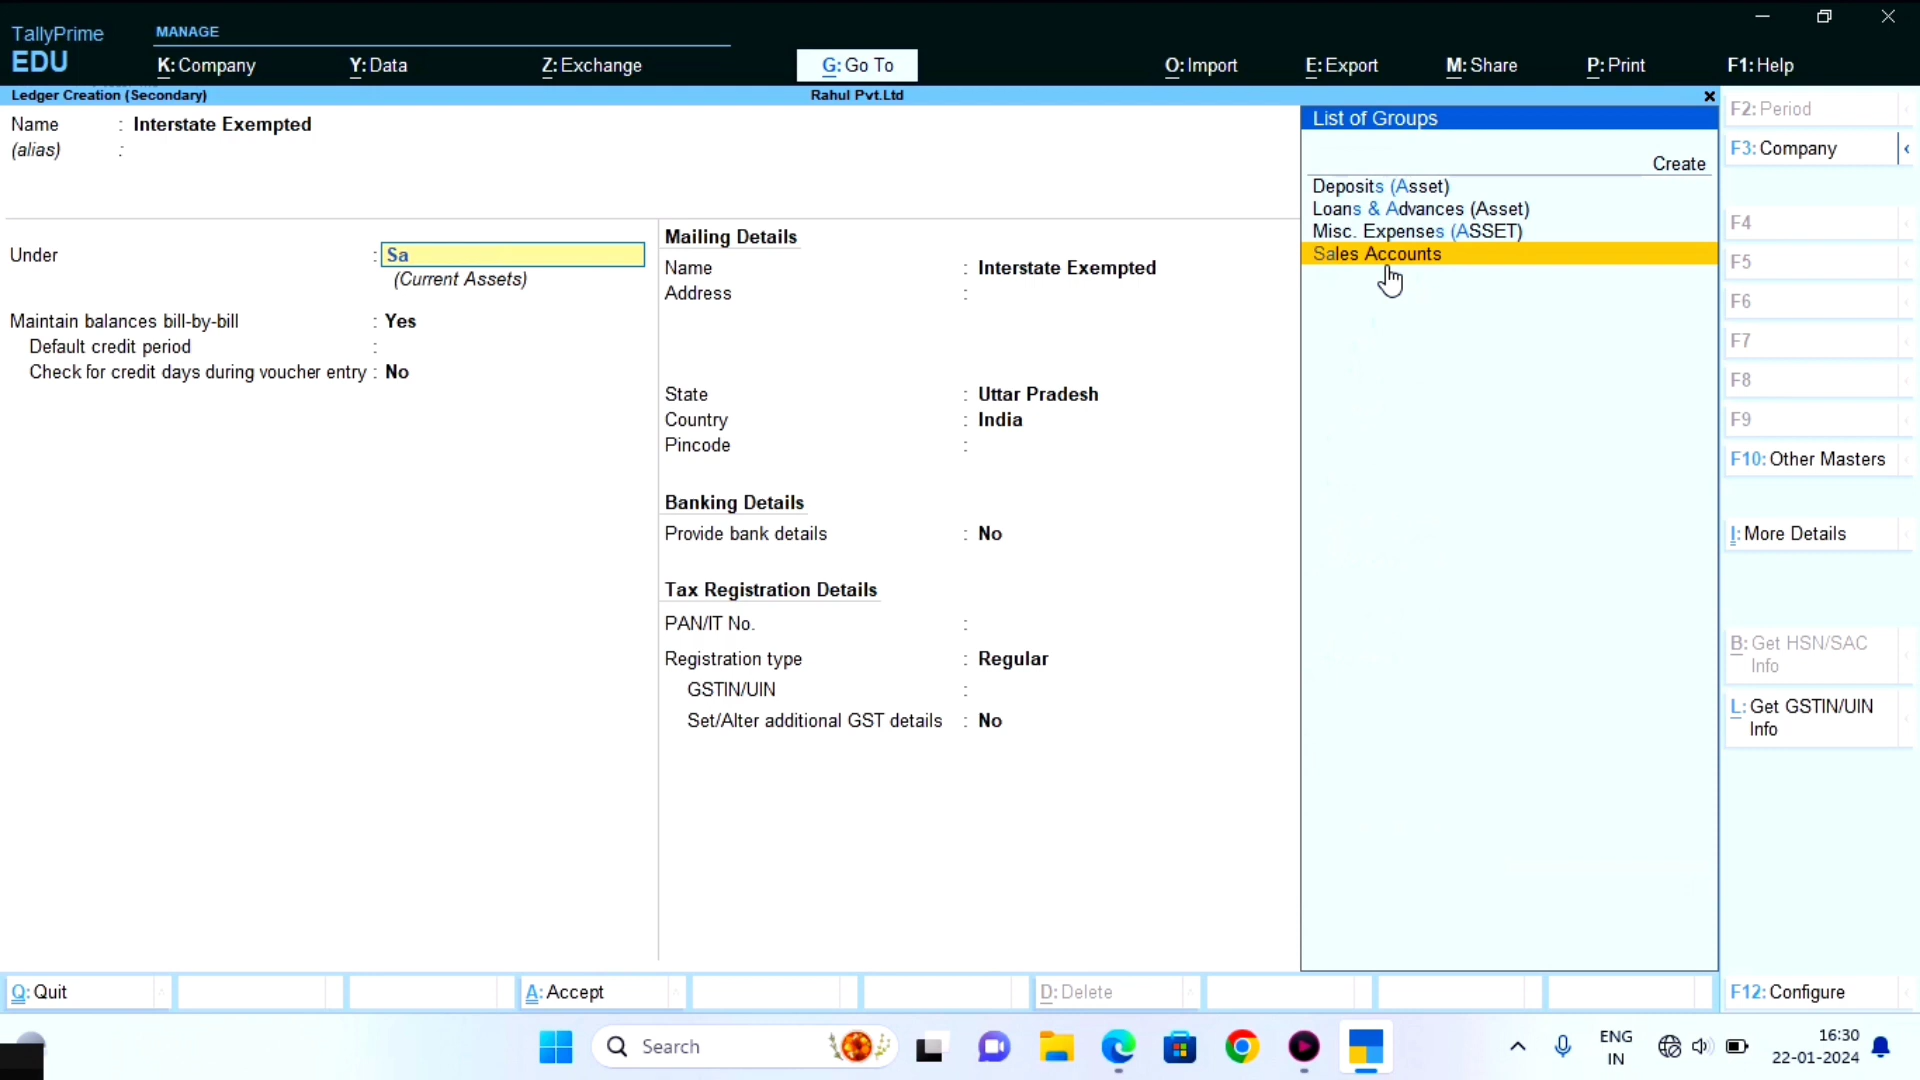 TallyPrime
EDU
MANAGE
K: Company
Y: Data
Z: Exchange
G: Go To
O: Import
E: Export
M: Share
P: Print
F1: Help
Ledger Creation (Secondary)
Rahul Pvt.Ltd
Name : Interstate Exempted
(alias) :
Under : Sa
(Current Assets)
Maintain balances bill-by-bill : Yes
Default credit period :
Check for credit days during voucher entry : No
Mailing Details
Name : Interstate Exempted
Address :
State : Uttar Pradesh
Country : India
Pincode :
Banking Details
Provide bank details : No
Tax Registration Details
PAN/IT No. :
Registration type : Regular
GSTIN/UIN :
Set/Alter additional GST details : No
List of Groups
Create
Deposits (Asset)
Loans & Advances (Asset)
Misc. Expenses (ASSET)
Sales Accounts
F2: Period
F3: Company
F4
F5
F6
F7
F8
F9
F10: Other Masters
I: More Details
B: Get HSN/SAC
Info
L: Get GSTIN/UIN
Info
Q: Quit
A: Accept
D: Delete
F12: Configure
Search
ENG
IN
16:30
22-01-2024